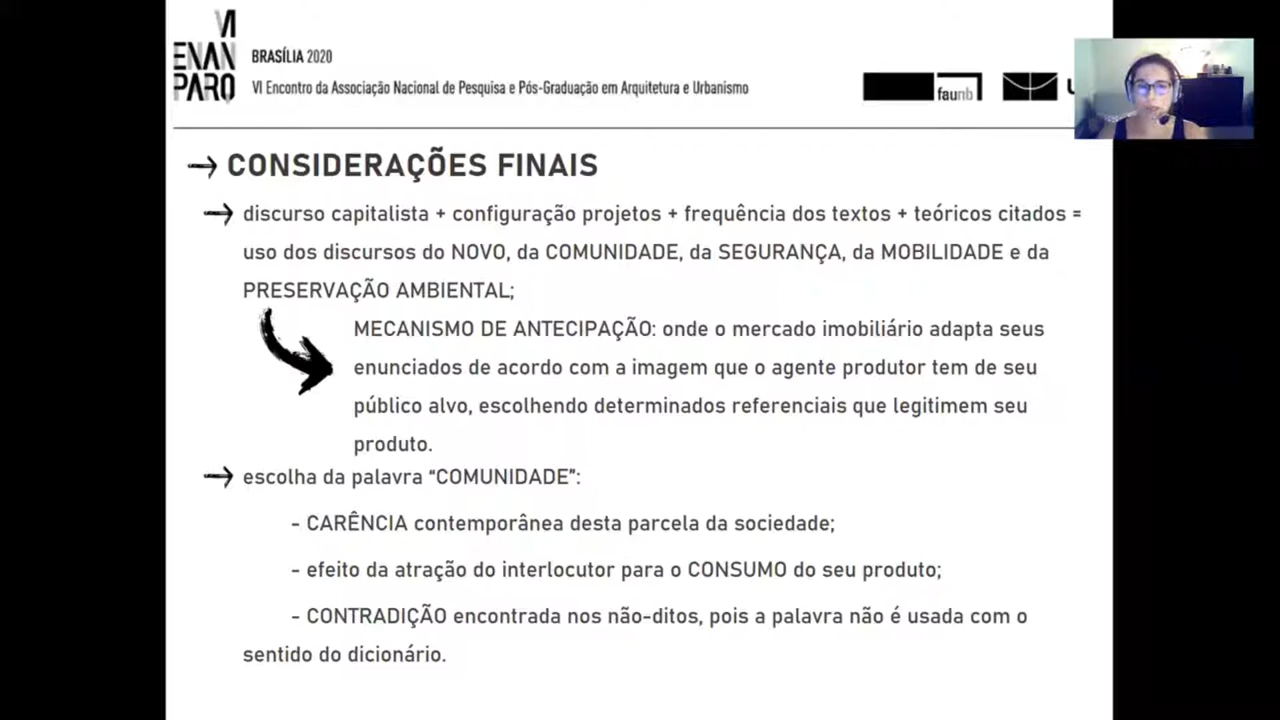 VI
ENAN
PARQ
BRASÍLIA 2020
VI Encontro da Associação Nacional de Pesquisa e Pós-Graduação em Arquitetura e Urbanismo
faunb
CONSIDERAÇÕES FINAIS
discurso capitalista + configuração projetos + frequência dos textos + teóricos citados =
uso dos discursos do NOVO, da COMUNIDADE, da SEGURANÇA, da MOBILIDADE e da
PRESERVAÇÃO AMBIENTAL;
MECANISMO DE ANTECIPAÇÃO: onde o mercado imobiliário adapta seus
enunciados de acordo com a imagem que o agente produtor tem de seu
público alvo, escolhendo determinados referenciais que legitimem seu
produto.
escolha da palavra “COMUNIDADE”:
- CARÊNCIA contemporânea desta parcela da sociedade;
- efeito da atração do interlocutor para o CONSUMO do seu produto;
- CONTRADIÇÃO encontrada nos não-ditos, pois a palavra não é usada com o
sentido do dicionário.